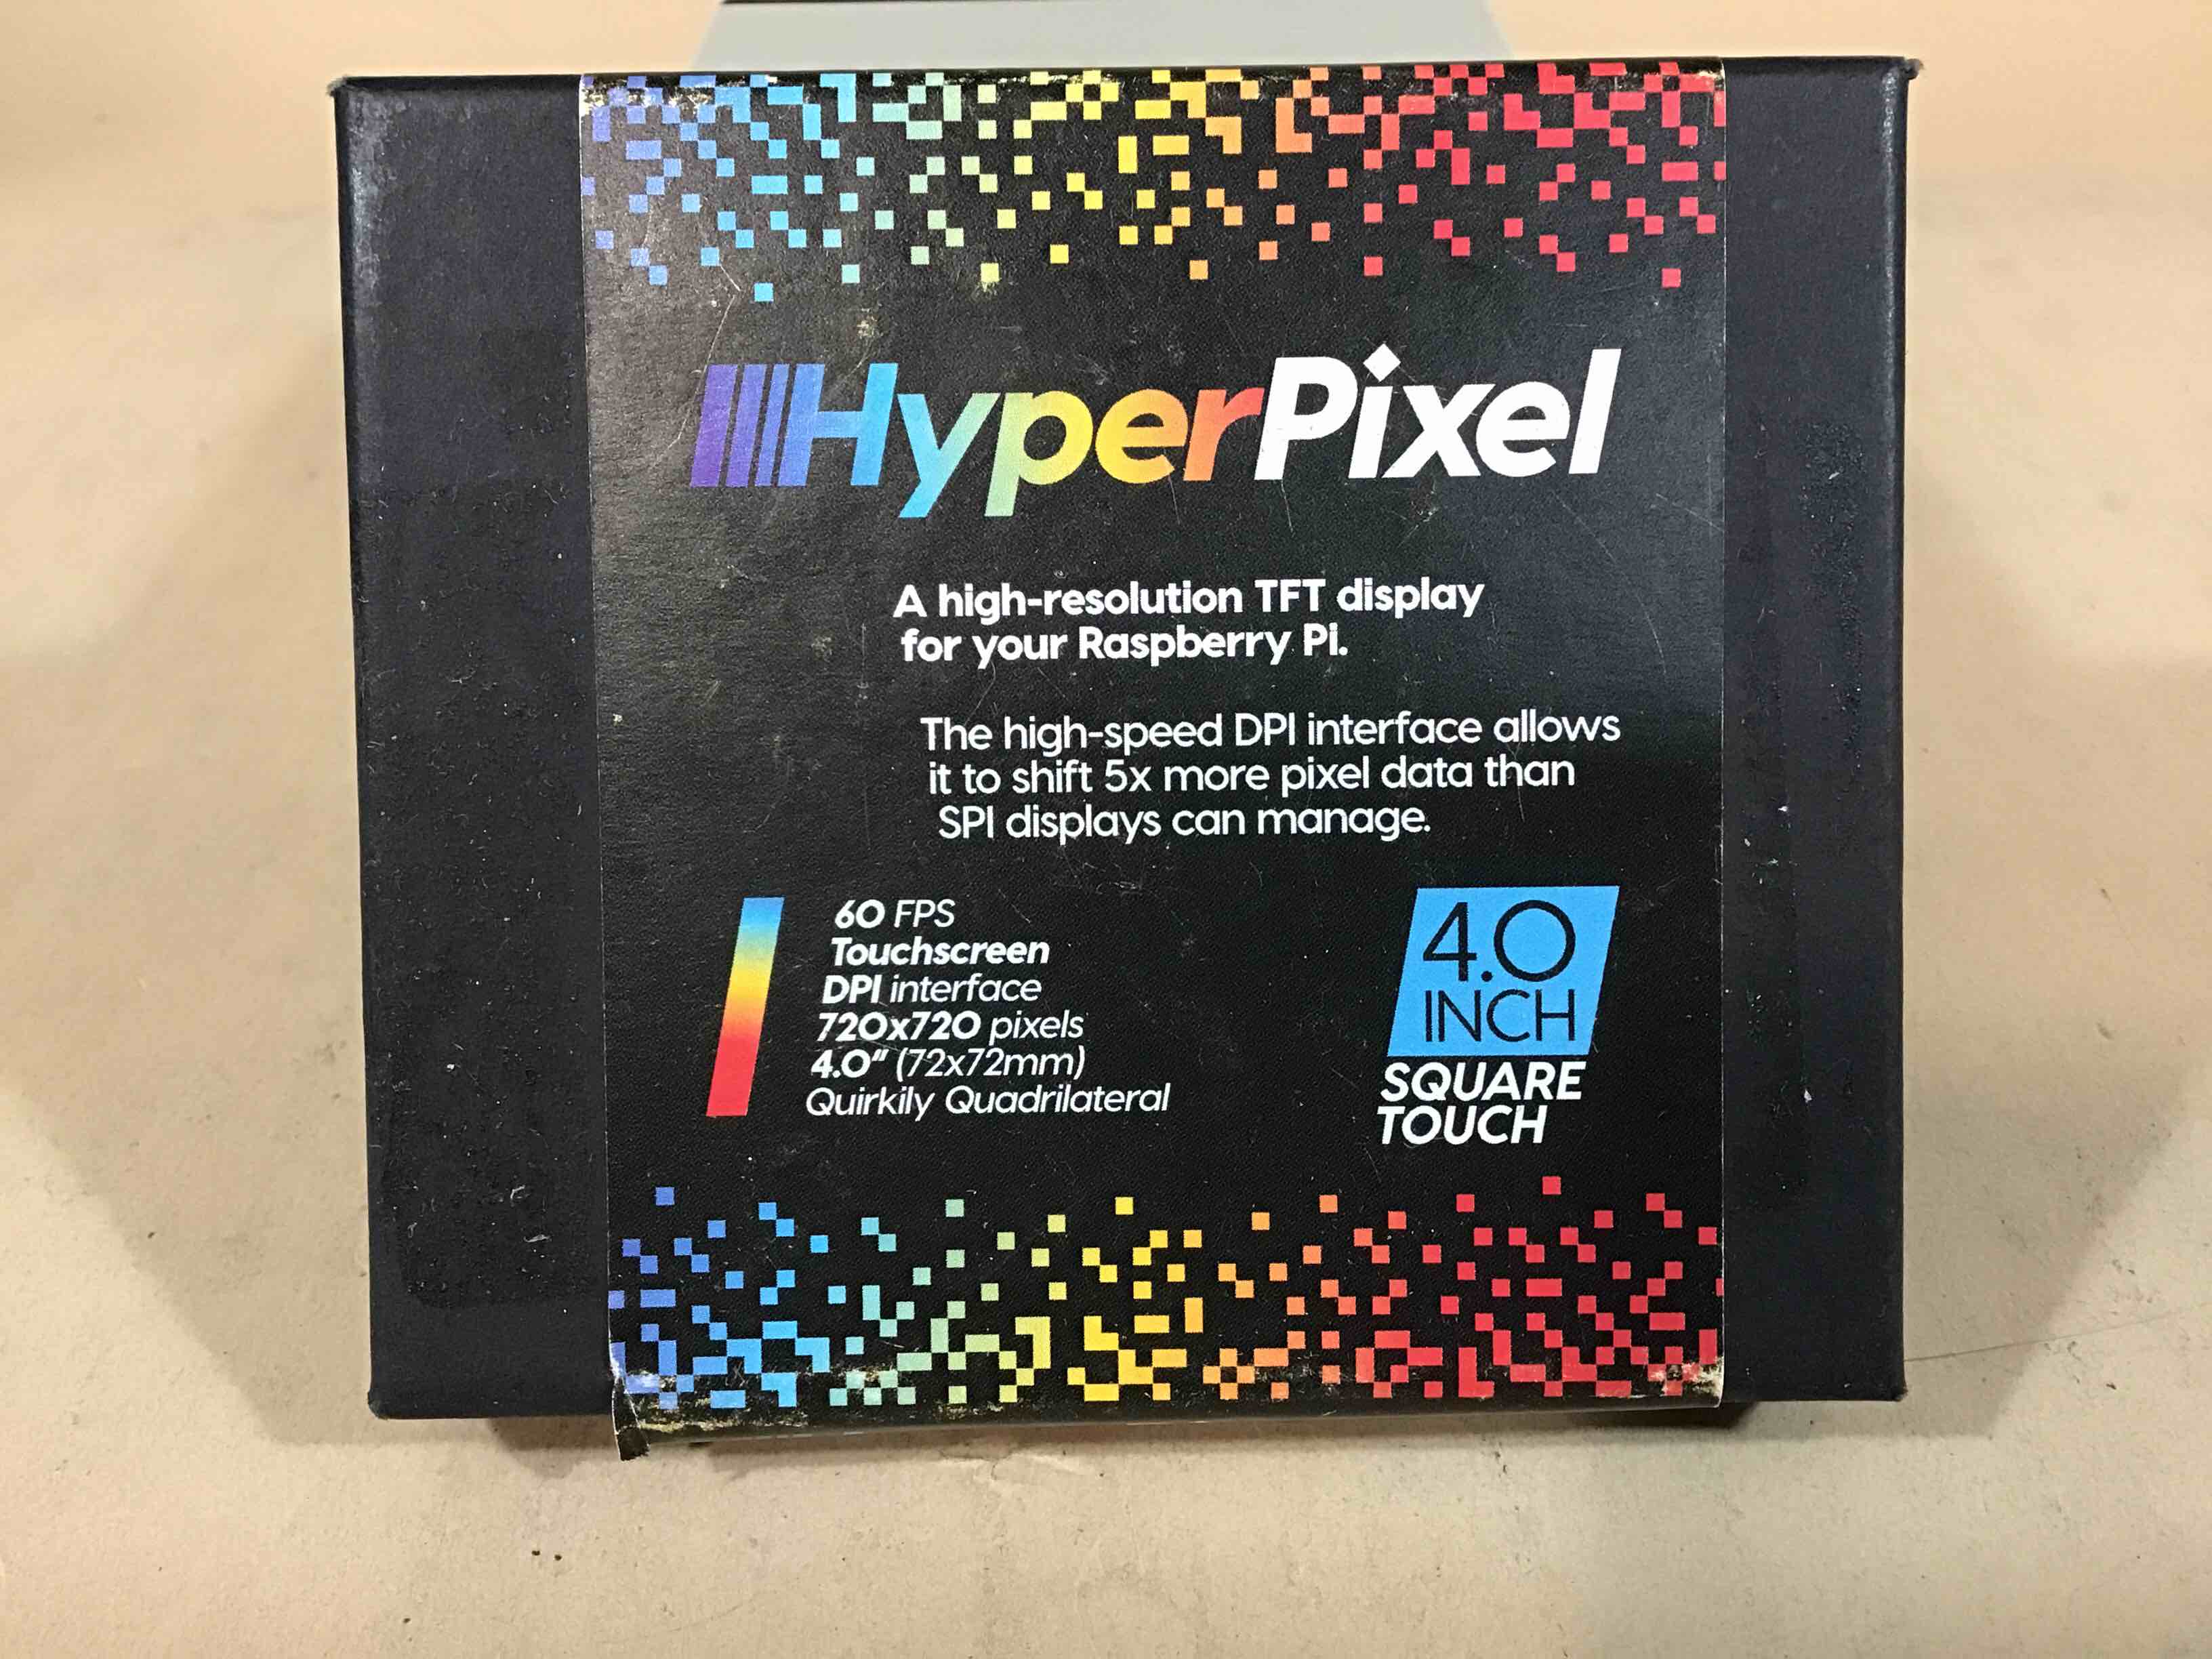 HyperPixel
A high-resolution TFT display
for your Raspberry Pi.
The high-speed DPI interface allows
it to shift 5x more pixel data than
SPI displays can manage.
60 FPS
Touchscreen
DPI interface
720x720 pixels
4.0" (72x72mm)
Quirkily Quadrilateral
4.0
INCH
SQUARE
TOUCH